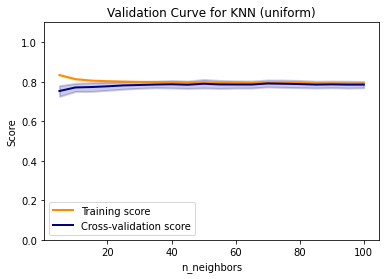 Validation Curve for KNN (uniform)
1.0
0.8
0.6
0.4
0.2
0.0
Score
Training score
Cross-validation score
20
40
60
80
100
n_neighbors